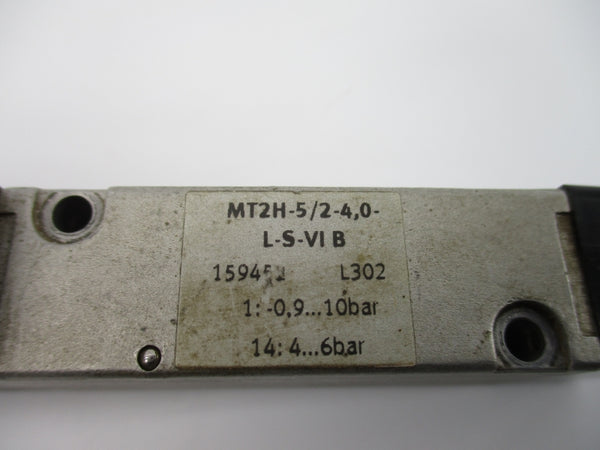 MT2H-5/2-4,0-
L-S-VI B
L302
1: -0,9...10bar
14: 4...6bar